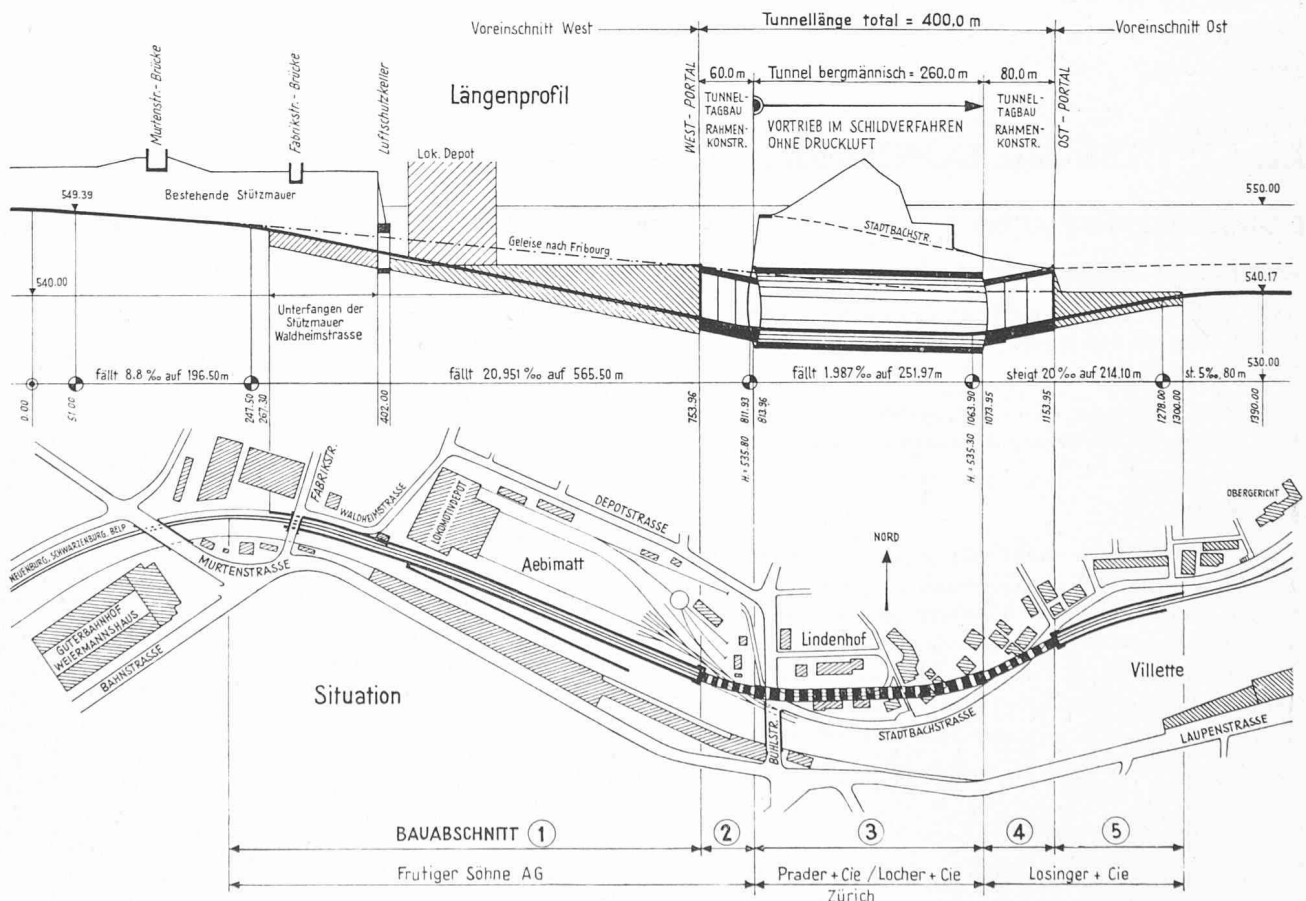 Voreinschnitt West
Tunnellänge total = 400.0 m
Voreinschnitt Ost
60.0 m
Tunnel bergmännisch = 260.0 m
80.0 m
Murtenstr.-Brücke
Fabrikstr.-Brücke
Luftschutzkeller
Längenprofil
WEST-PORTAL
TUNNEL-
TAGBAU
RAHMEN-
KONSTR.
VORTRIEB IM SCHILDVERFAHREN
OHNE DRUCKLUFT
TUNNEL-
TAGBAU
RAHMEN-
KONSTR.
OST-PORTAL
Lok. Depot
549.39
Bestehende Stützmauer
550.00
STADTBACHSTR.
Geleise nach Fribourg
540.00
540.17
Unterfangen der
Stützmauer
Waldheimstrasse
530.00
fällt 8.8 ‰ auf 196.50 m
fällt 20.951 ‰ auf 565.50 m
fällt 1.987 ‰ auf 251.97 m
steigt 20 ‰ auf 214.10 m
st. 5‰, 80 m
0.00
51.00
247.50
267.30
402.00
753.96
811.93
813.96
H = 535.80
1063.90
1073.95
H = 535.30
1153.95
1278.00
1300.00
1390.00
FABRIKSTR.
WALDHEIMSTRASSE
LOKOMOTIVDEPOT
DEPOTSTRASSE
OBERGERICHT
NEUENBURG, SCHWARZENBURG, BELP
MURTENSTRASSE
Aebimatt
NORD
GÜTERBAHNHOF
WEIERMANNSHAUS
BAHNSTRASSE
Lindenhof
Villette
Situation
BÜHLSTR.
STADTBACHSTRASSE
LAUPENSTRASSE
BAUABSCHNITT 1
2
3
4
5
Frutiger Söhne AG
Prader + Cie / Locher + Cie
Zürich
Losinger + Cie